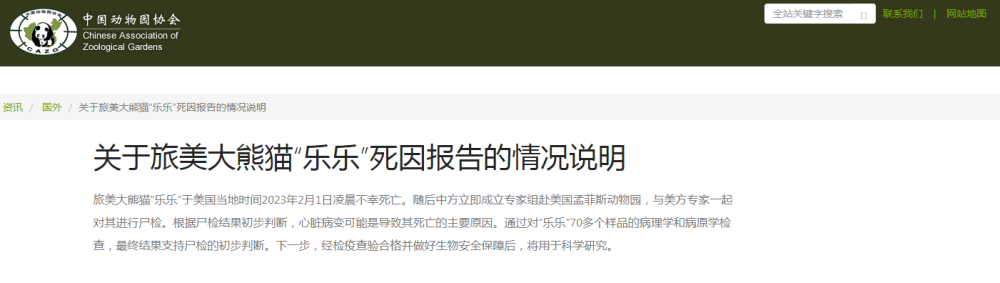 中国动物园协会
Chinese Association of
Zoological Gardens
CAZG
全站关键字搜索
联系我们 | 网站地图
资讯 / 国外 / 关于旅美大熊猫“乐乐”死因报告的情况说明
关于旅美大熊猫“乐乐”死因报告的情况说明
旅美大熊猫“乐乐”于美国当地时间2023年2月1日凌晨不幸死亡。随后中方立即成立专家组赴美国孟菲斯动物园，与美方专家一起
对其进行尸检。根据尸检结果初步判断，心脏病变可能是导致其死亡的主要原因。通过对“乐乐”70多个样品的病理学和病原学检
查，最终结果支持尸检的初步判断。下一步，经检疫查验合格并做好生物安全保障后，将用于科学研究。